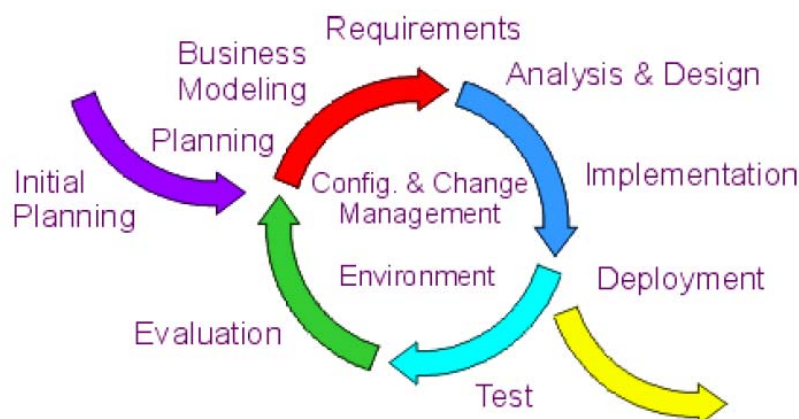 Requirements
Business
Modeling
Analysis & Design
Planning
Initial
Planning
Config. & Change
Management
Implementation
Environment
Deployment
Evaluation
Test